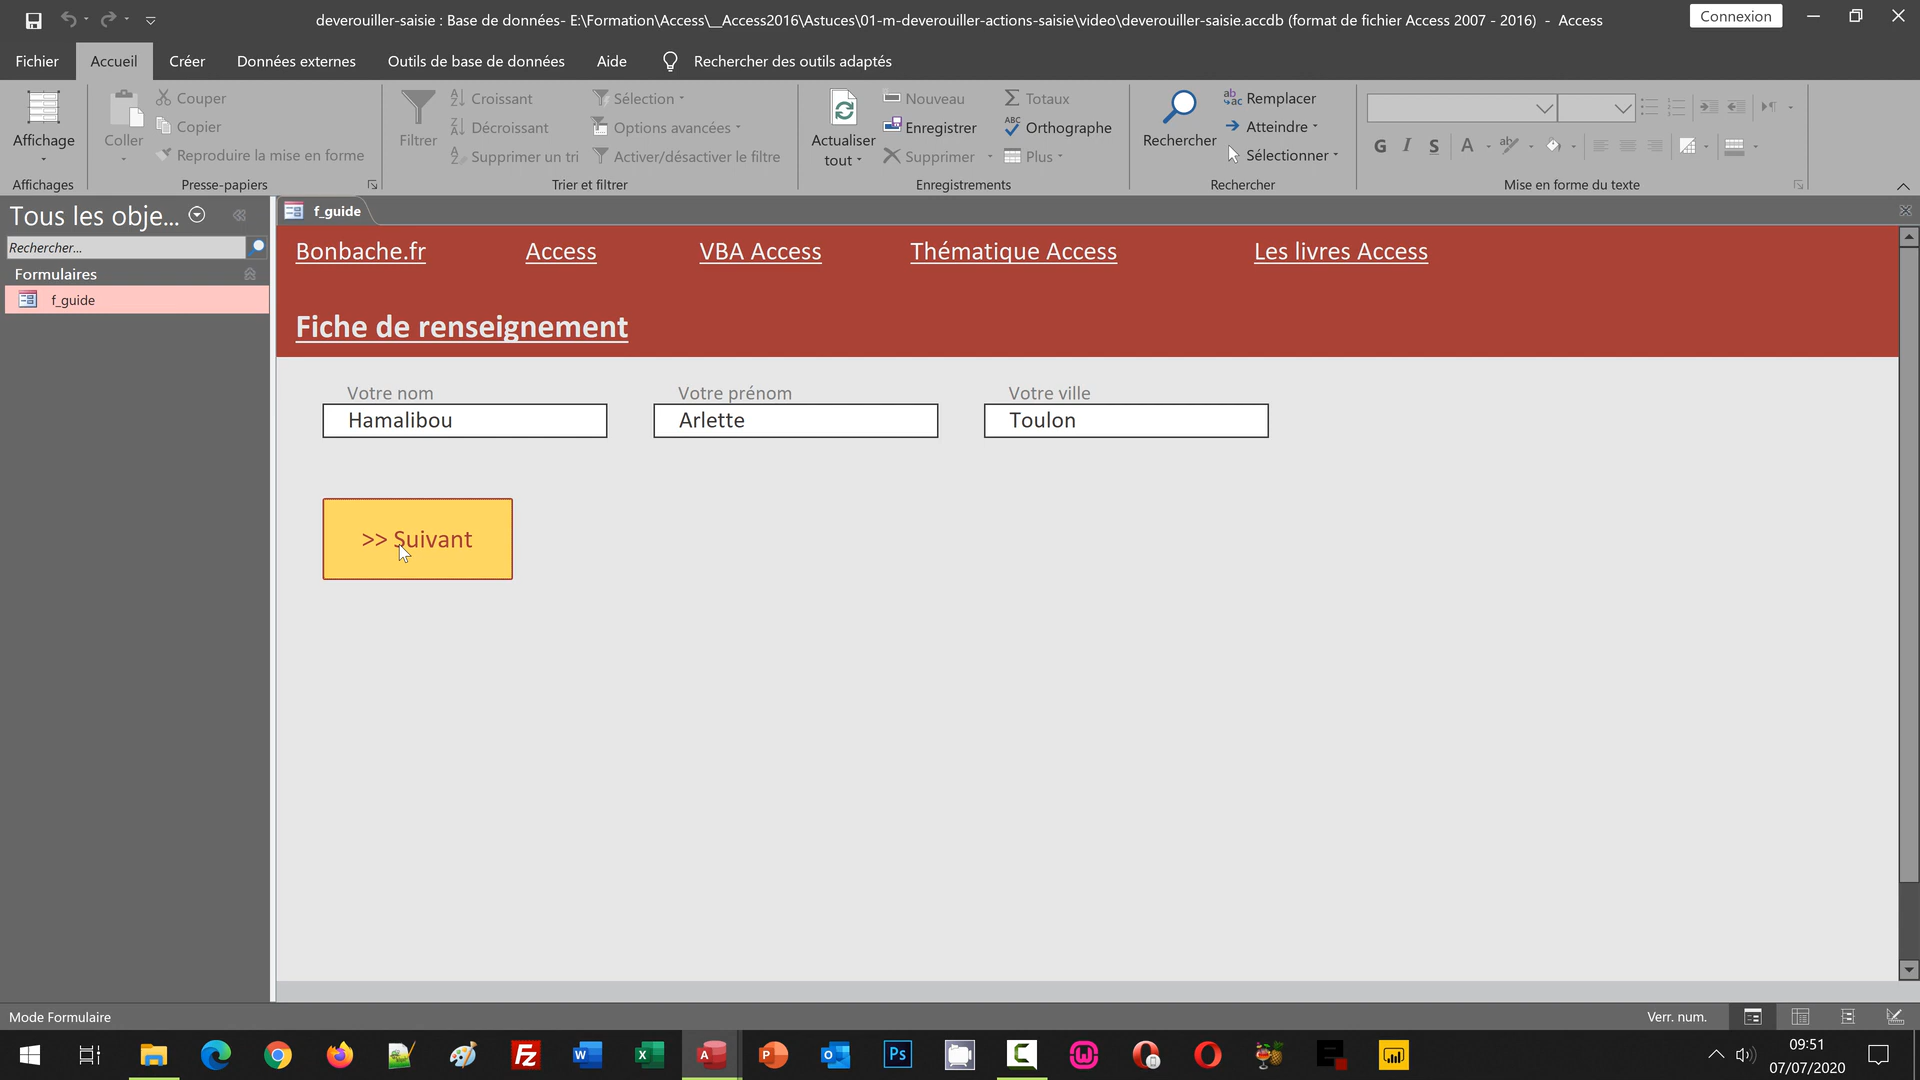 deverouiller-saisie : Base de données- E:\Formation\Access\__Access2016\Astuces\01-m-deverouiller-actions-saisie\video\deverouiller-saisie.accdb (format de fichier Access 2007 - 2016) - Access
Connexion
Fichier
Accueil
Créer
Données externes
Outils de base de données
Aide
Rechercher des outils adaptés
Affichage
Affichages
Coller
Couper
Copier
Reproduire la mise en forme
Presse-papiers
Filtrer
Croissant
Décroissant
Supprimer un tri
Sélection
Options avancées
Activer/désactiver le filtre
Trier et filtrer
Actualiser
tout
Nouveau
Enregistrer
Supprimer
Totaux
Orthographe
Plus
Enregistrements
Rechercher
Remplacer
Atteindre
Sélectionner
Rechercher
G I S A
Mise en forme du texte
Tous les obje...
Rechercher...
Formulaires
f_guide
f_guide
Bonbache.fr
Access
VBA Access
Thématique Access
Les livres Access
Fiche de renseignement
Votre nom
Votre prénom
Votre ville
Hamalibou
Arlette
Toulon
>> Suivant
Mode Formulaire
Verr. num.
09:51
07/07/2020